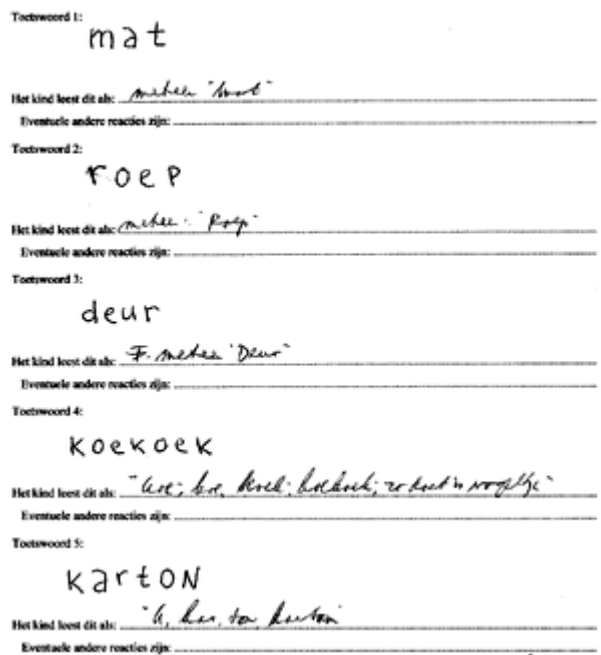 Toetswoord 1:
mat
Het kind leest dit als: meteen "mat"
Eventuele andere reacties zijn:
Toetswoord 2:
roep
Het kind leest dit als: meteen: "Roep"
Eventuele andere reacties zijn:
Toetswoord 3:
deur
Het kind leest dit als: F. meteen "Deur"
Eventuele andere reacties zijn:
Toetswoord 4:
koekoek
Het kind leest dit als: koe, koek; koekoek; zo doet 'n vogeltje"
Eventuele andere reacties zijn:
Toetswoord 5:
kartON
Het kind leest dit als: "k, kar, ton karton"
Eventuele andere reacties zijn: